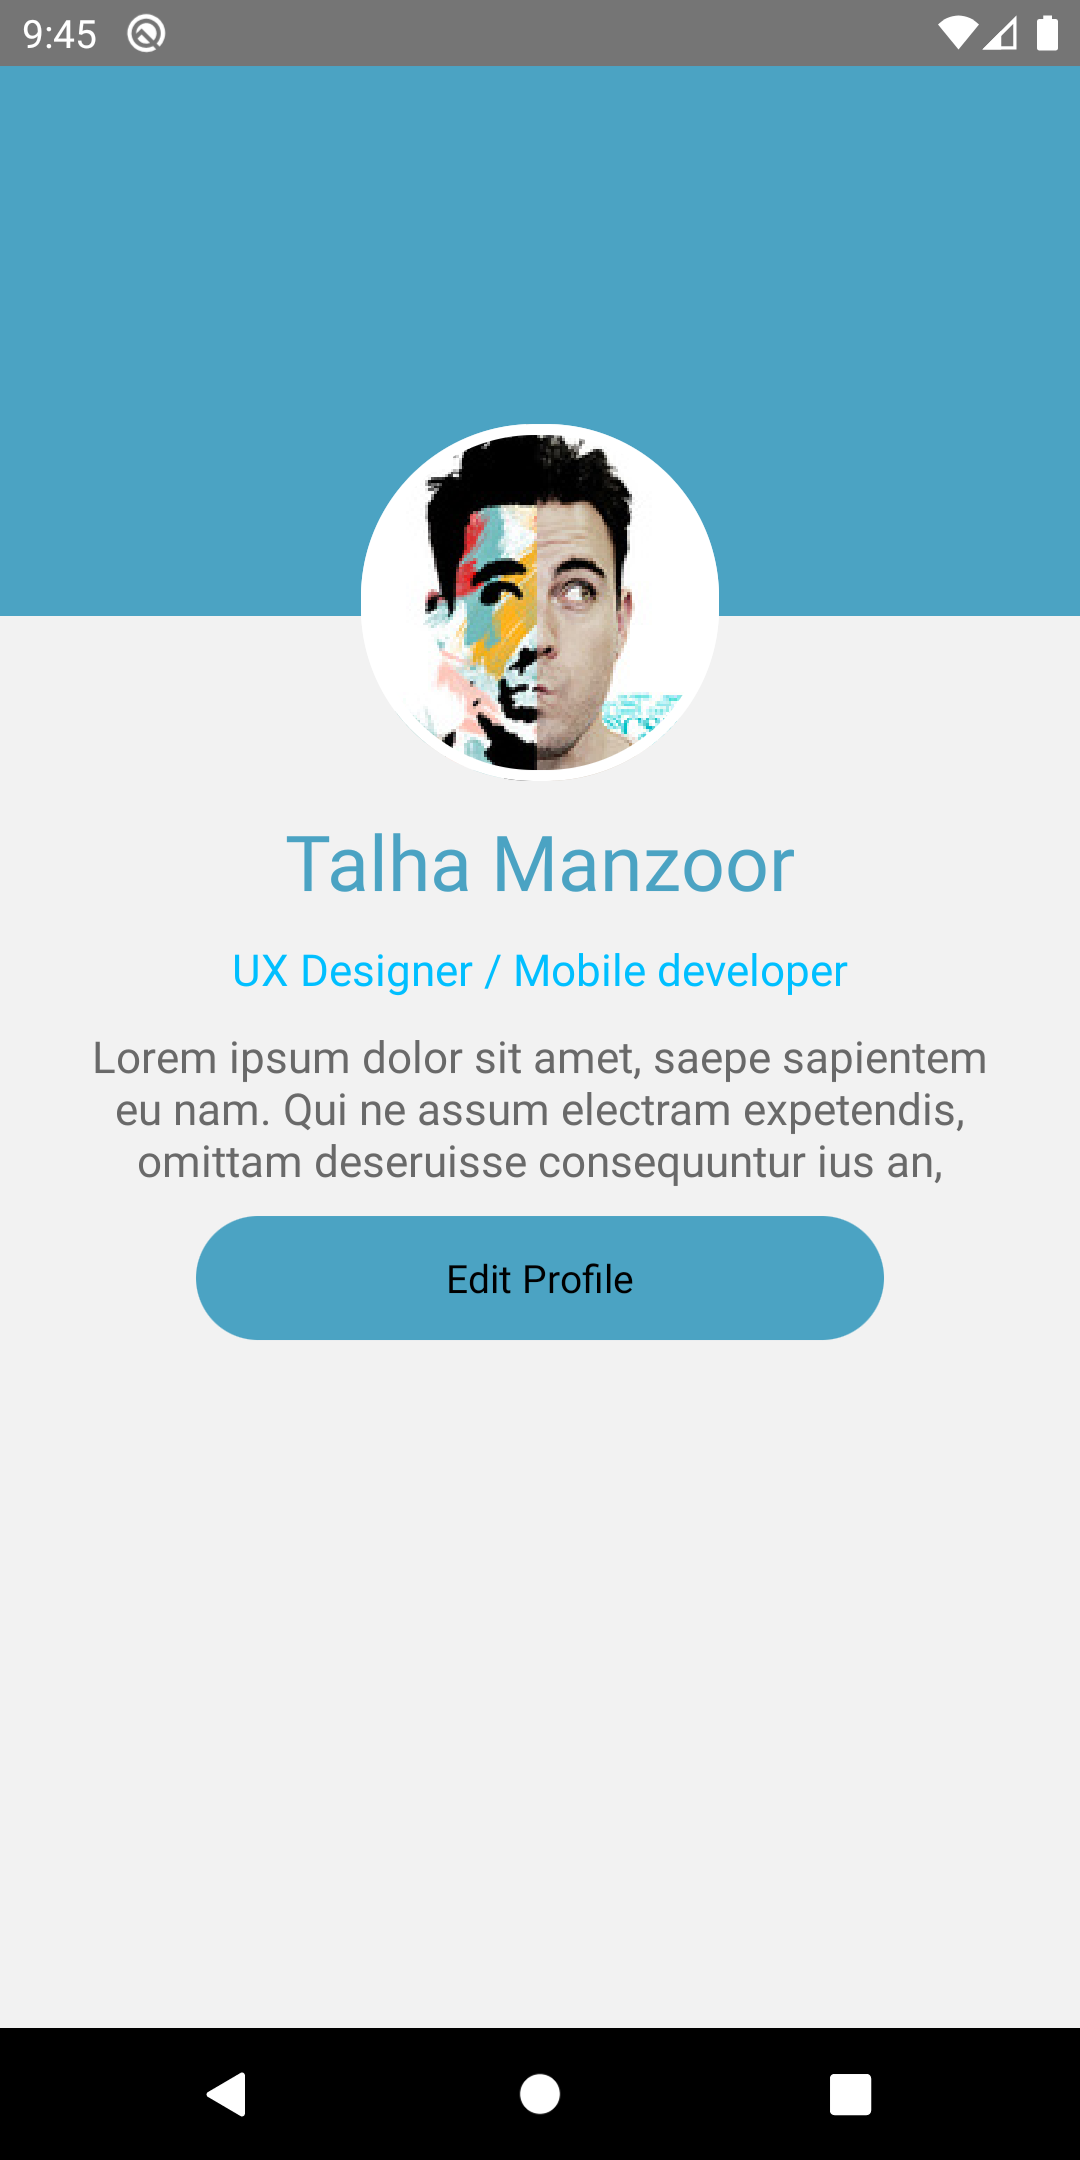 9:45
Talha Manzoor
UX Designer / Mobile developer
Lorem ipsum dolor sit amet, saepe sapientem
eu nam. Qui ne assum electram expetendis,
omittam deseruisse consequuntur ius an,
Edit Profile